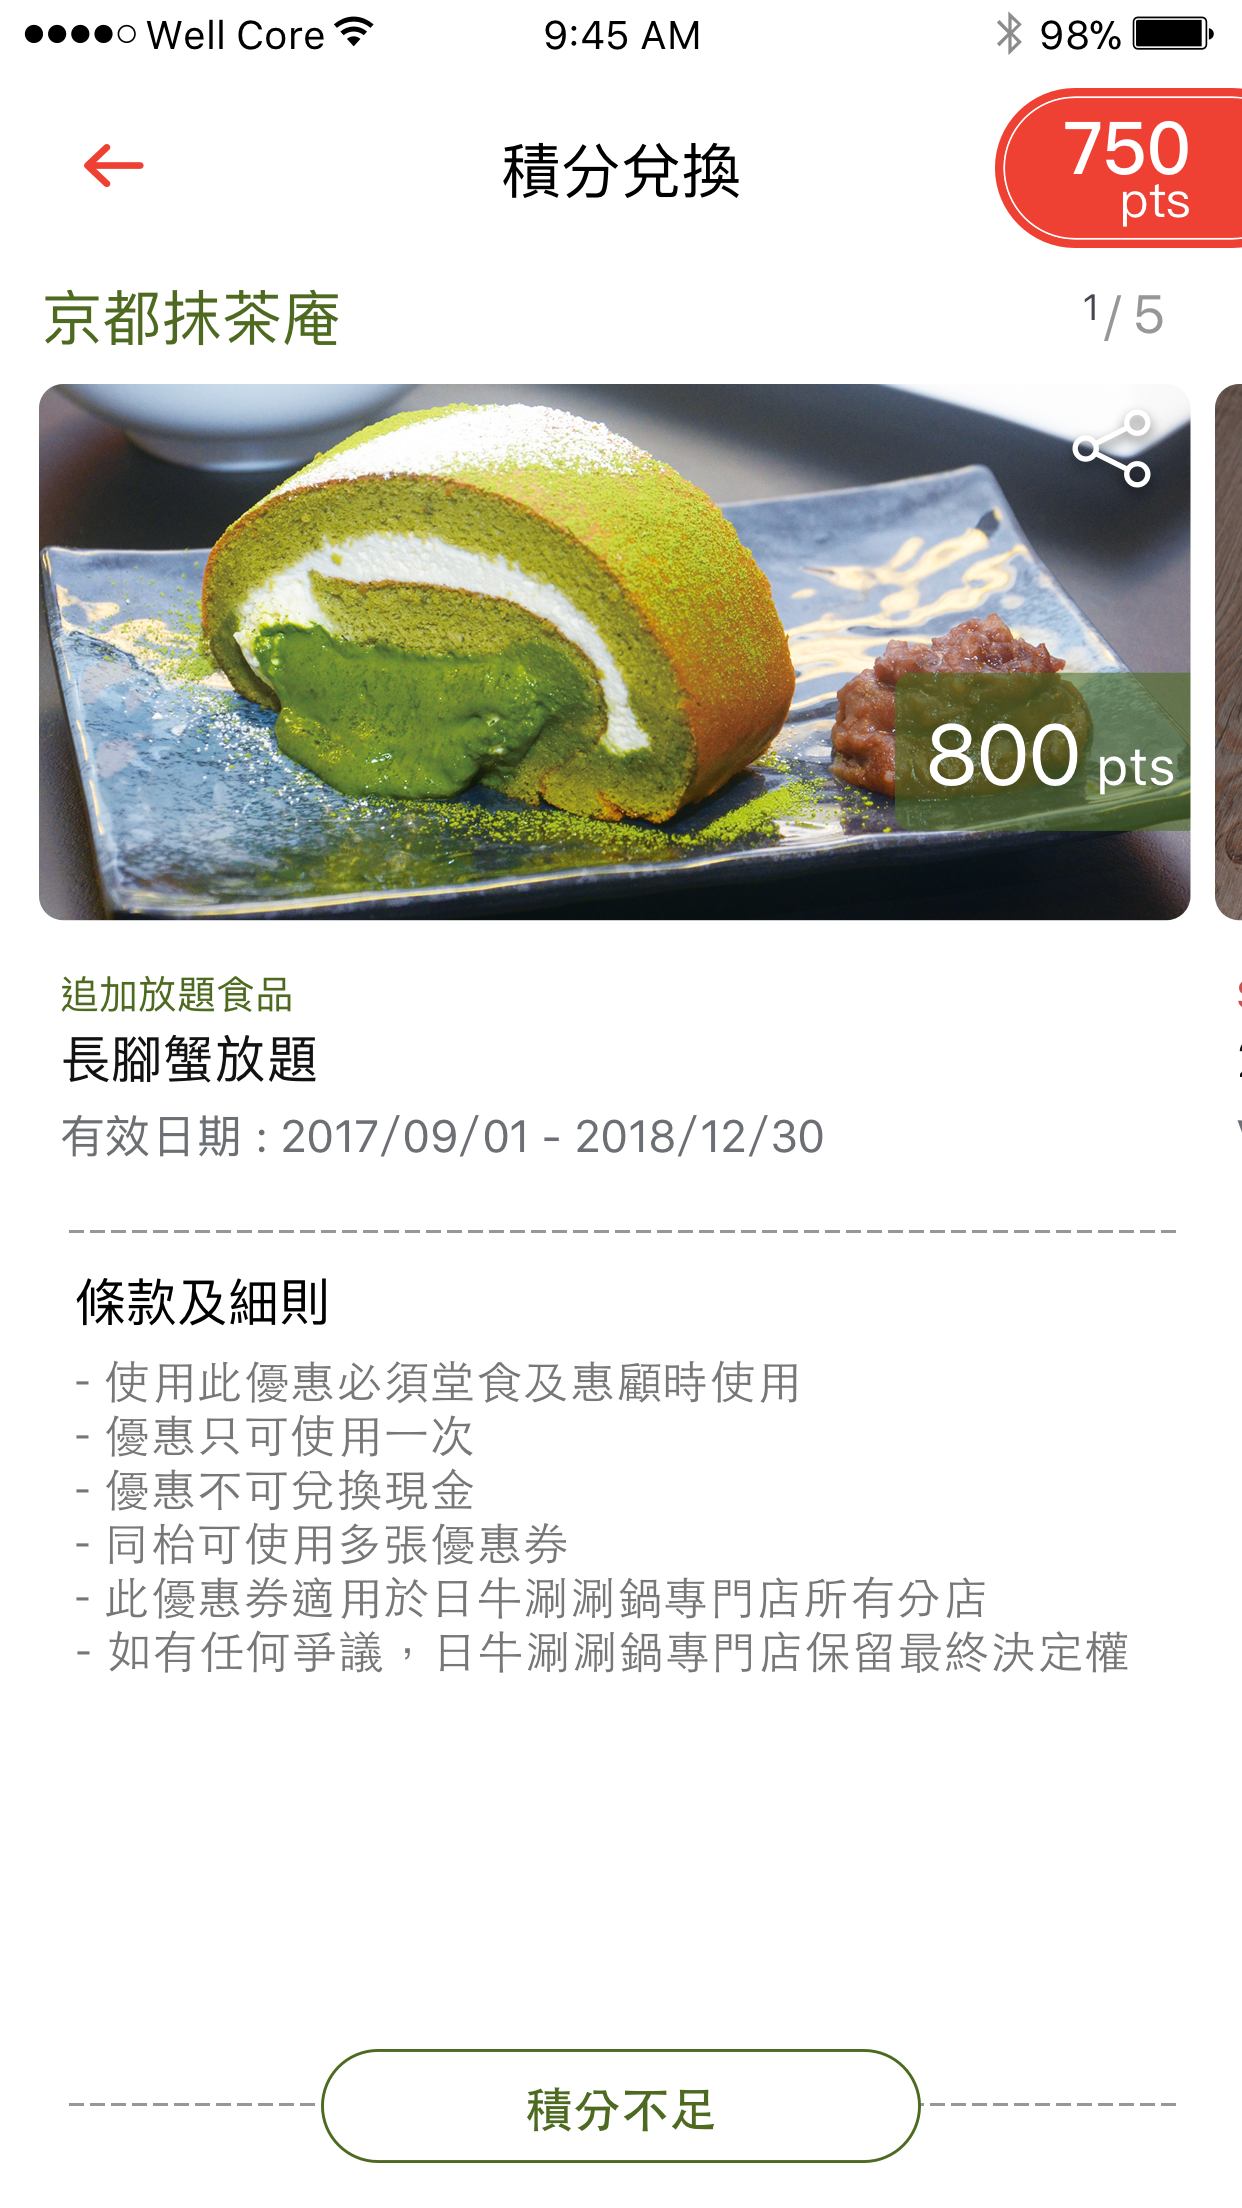 Well Core 9:45 AM 98%
積分兌換
750
pts
京都抹茶庵
1/5
800 pts
追加放題食品
長腳蟹放題
有效日期 : 2017/09/01 - 2018/12/30
條款及細則
- 使用此優惠必須堂食及惠顧時使用
- 優惠只可使用一次
- 優惠不可兌換現金
- 同枱可使用多張優惠券
- 此優惠券適用於日牛涮涮鍋專門店所有分店
- 如有任何爭議，日牛涮涮鍋專門店保留最終決定權
積分不足